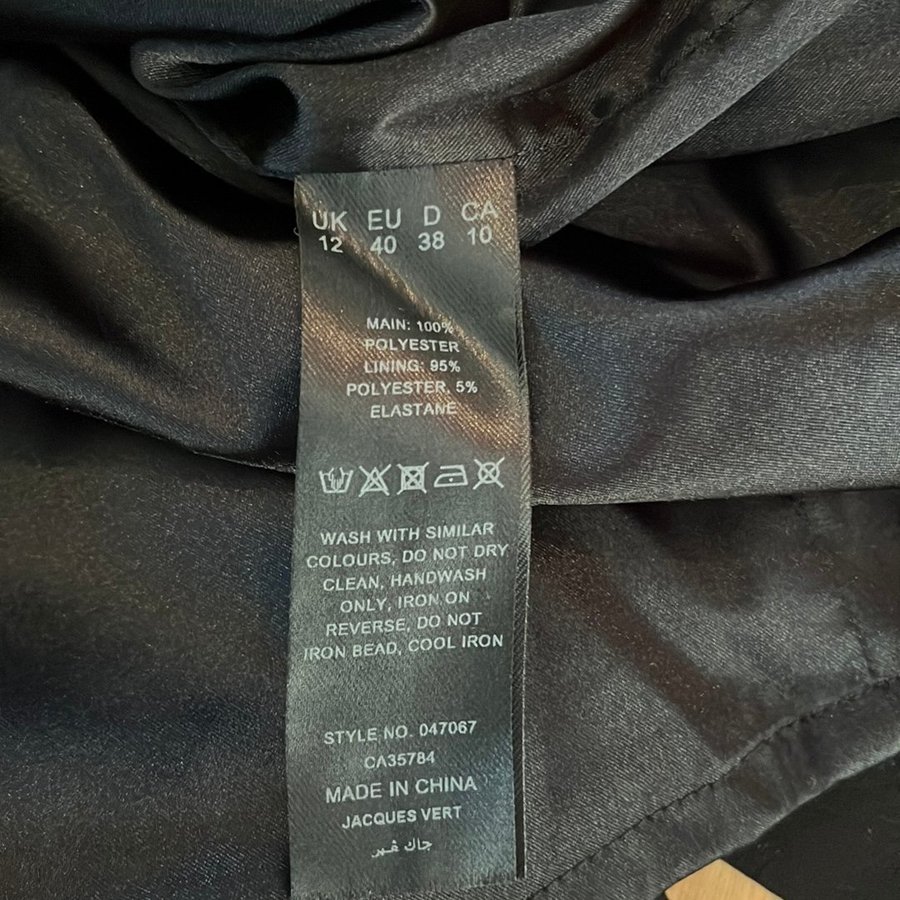 UK EU D CA
12 40 38 10
MAIN: 100%
POLYESTER
LINING: 95%
POLYESTER, 5%
ELASTANE
WASH WITH SIMILAR
COLOURS, DO NOT DRY
CLEAN, HANDWASH
ONLY, IRON ON
REVERSE, DO NOT
IRON BEAD, COOL IRON
STYLE NO. 047067
CA35784
MADE IN CHINA
JACQUES VERT
جاك ڤير